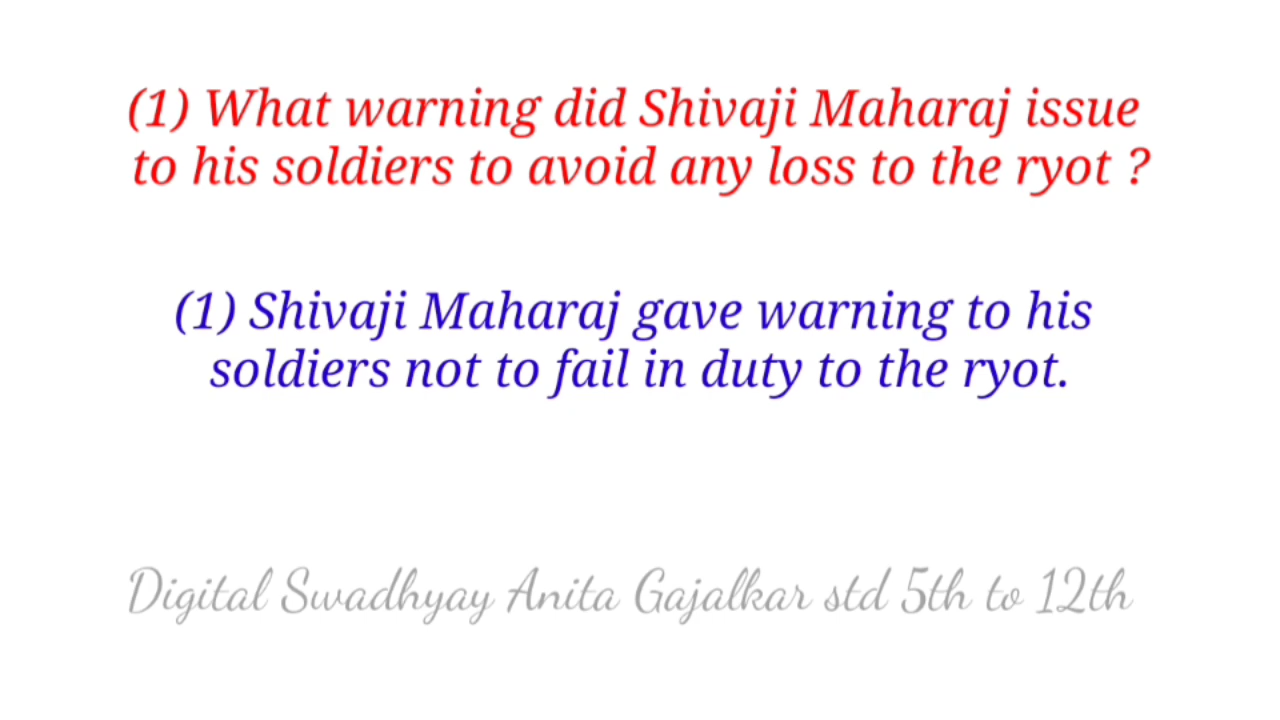 (1) What warning did Shivaji Maharaj issue
to his soldiers to avoid any loss to the ryot ?
(1) Shivaji Maharaj gave warning to his
soldiers not to fail in duty to the ryot.
Digital Swadhyay Anita Gajalkar std 5th to 12th